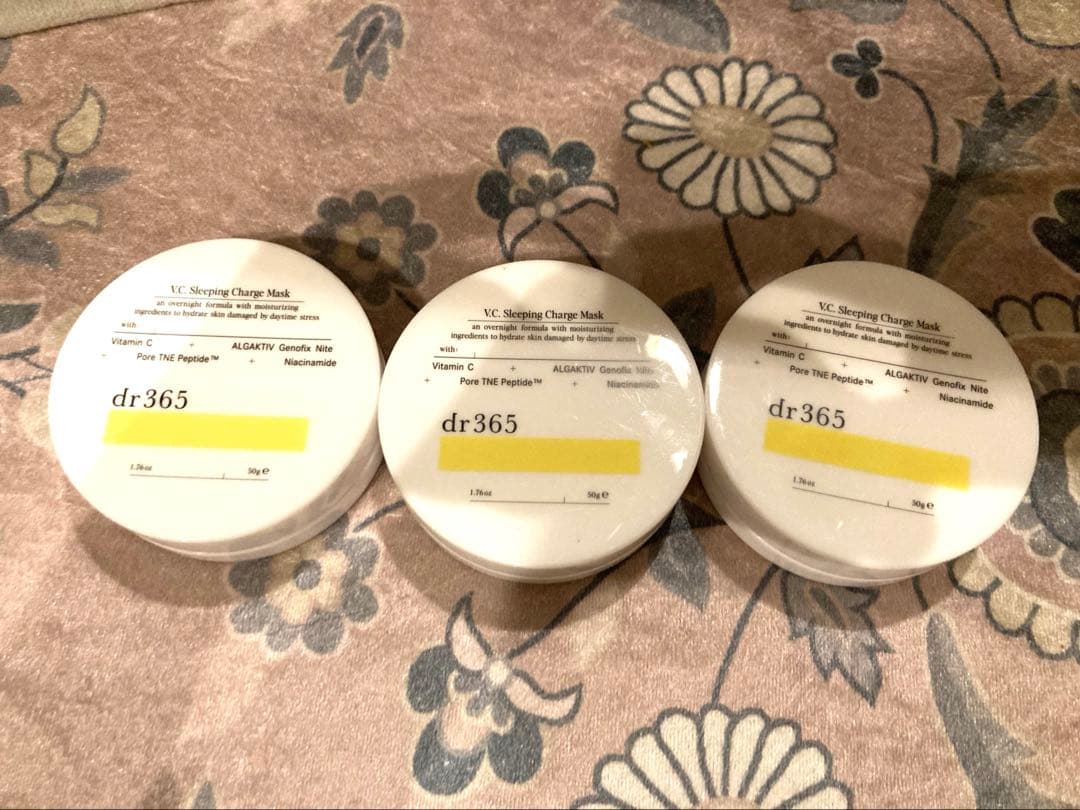 V.C. Sleeping Charge Mask
an overnight formula with moisturizing
ingredients to hydrate skin damaged by daytime stress
with:
Vitamin C + ALGAKTIV Genofix Nite
+ Pore TNE Peptide™ + Niacinamide
dr365
1.76oz 50g ℮
V.C. Sleeping Charge Mask
an overnight formula with moisturizing
ingredients to hydrate skin damaged by daytime stress
with:
Vitamin C + ALGAKTIV Genofix Nite
+ Pore TNE Peptide™ + Niacinamide
dr365
1.76oz 50g ℮
V.C. Sleeping Charge Mask
an overnight formula with moisturizing
ingredients to hydrate skin damaged by daytime stress
with:
Vitamin C + ALGAKTIV Genofix Nite
+ Pore TNE Peptide™ + Niacinamide
dr365
1.76oz 50g ℮